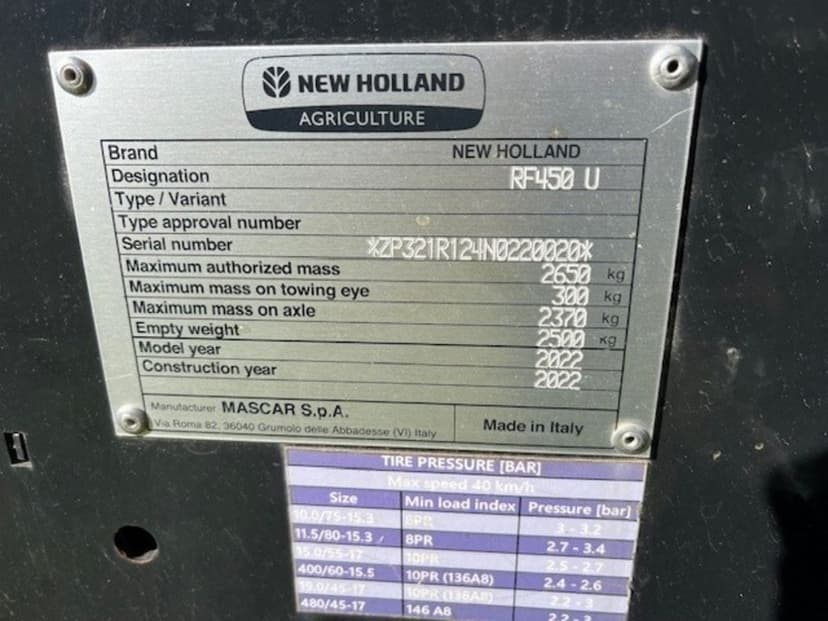 NEW HOLLAND
AGRICULTURE
Brand NEW HOLLAND
Designation RF450 U
Type / Variant
Type approval number
Serial number *ZP321R124N0220020*
Maximum authorized mass 2650 kg
Maximum mass on towing eye 300 kg
Maximum mass on axle 2370 kg
Empty weight 2500 kg
Model year 2022
Construction year 2022
Manufacturer MASCAR S.p.A.
Via Roma 82, 36040 Grumolo delle Abbadesse (VI) Italy
Made in Italy
TIRE PRESSURE [BAR]
Max speed 40 km/h
Size Min load index Pressure [bar]
10.0/75-15.3 8PR 3 - 3.2
11.5/80-15.3 8PR 2.7 - 3.4
15.0/55-17 10PR 2.5 - 2.7
400/60-15.5 10PR (136A8) 2.4 - 2.6
19.0/45-17 10PR (138A8) 2.2 - 3
480/45-17 146 A8 2.2 - 3